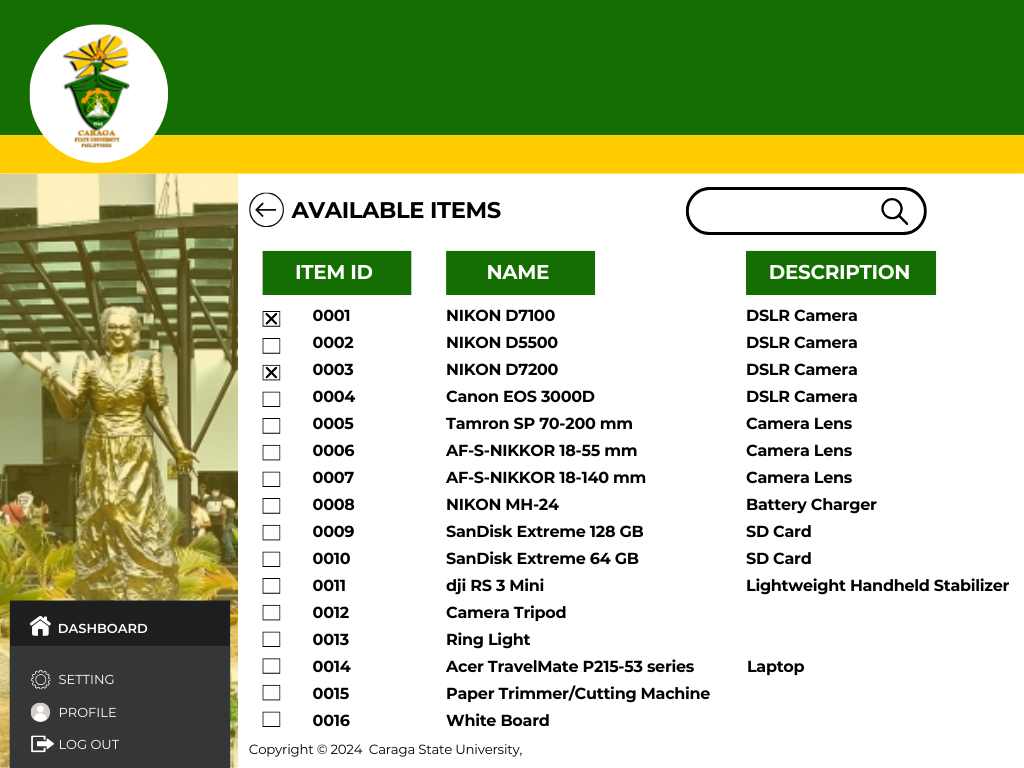 CARAGA
STATE UNIVERSITY
PHILIPPINES
AVAILABLE ITEMS
ITEM ID NAME DESCRIPTION
0001 NIKON D7100 DSLR Camera
0002 NIKON D5500 DSLR Camera
0003 NIKON D7200 DSLR Camera
0004 Canon EOS 3000D DSLR Camera
0005 Tamron SP 70-200 mm Camera Lens
0006 AF-S-NIKKOR 18-55 mm Camera Lens
0007 AF-S-NIKKOR 18-140 mm Camera Lens
0008 NIKON MH-24 Battery Charger
0009 SanDisk Extreme 128 GB SD Card
0010 SanDisk Extreme 64 GB SD Card
0011 dji RS 3 Mini Lightweight Handheld Stabilizer
0012 Camera Tripod
0013 Ring Light
0014 Acer TravelMate P215-53 series Laptop
0015 Paper Trimmer/Cutting Machine
0016 White Board
DASHBOARD
SETTING
PROFILE
LOG OUT
Copyright © 2024 Caraga State University,